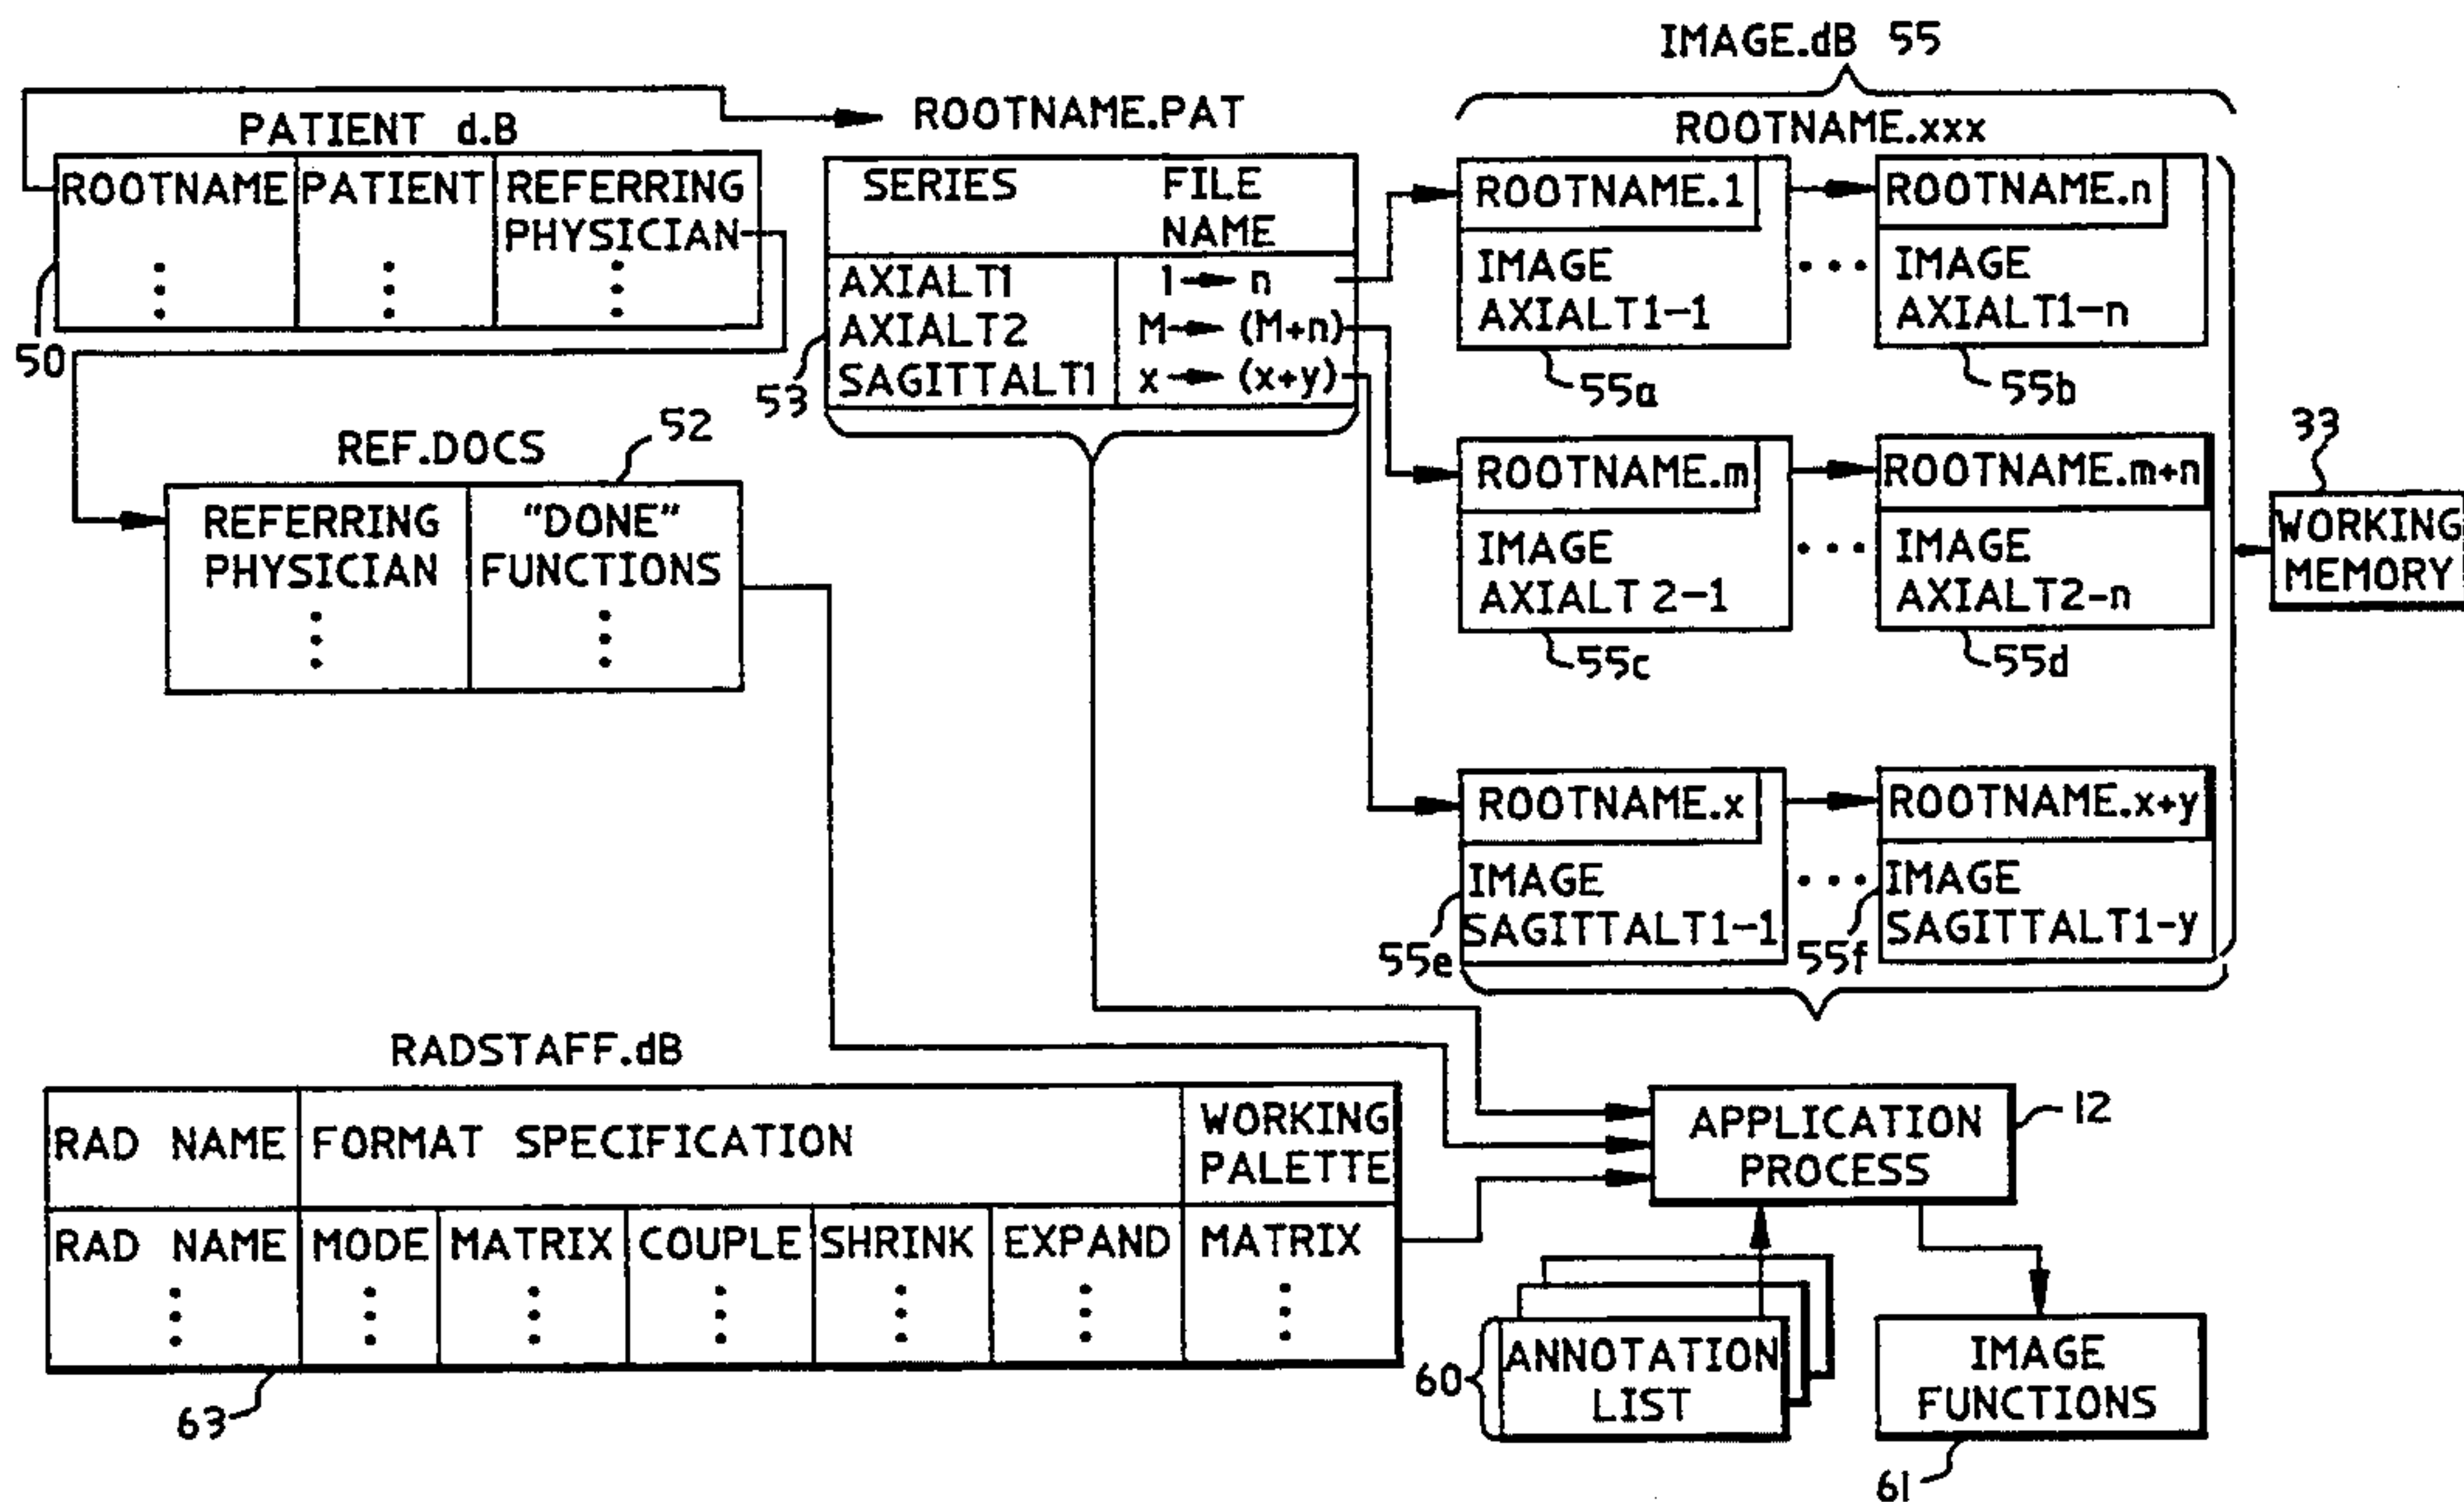 IMAGE.dB 55
ROOTNAME.PAT
ROOTNAME.xxx
PATIENT d.B
ROOTNAME PATIENT REFERRING
PHYSICIAN
50
SERIES FILE
NAME
AXIALT1 1 → n
AXIALT2 M → (M+n)
SAGITTALT1 x → (x+y)
53
ROOTNAME.1
IMAGE
AXIALT1-1
55a
ROOTNAME.n
IMAGE
AXIALT1-n
55b
REF.DOCS
52
REFERRING
PHYSICIAN
"DONE"
FUNCTIONS
ROOTNAME.m
IMAGE
AXIALT 2-1
55c
ROOTNAME.m+n
IMAGE
AXIALT2-n
55d
33
WORKING
MEMORY
ROOTNAME.x
IMAGE
SAGITTALT1-1
55e
ROOTNAME.x+y
IMAGE
SAGITTALT1-y
55f
RADSTAFF.dB
RAD NAME FORMAT SPECIFICATION WORKING
PALETTE
RAD NAME MODE MATRIX COUPLE SHRINK EXPAND MATRIX
63
APPLICATION
PROCESS
12
60
ANNOTATION
LIST
IMAGE
FUNCTIONS
61